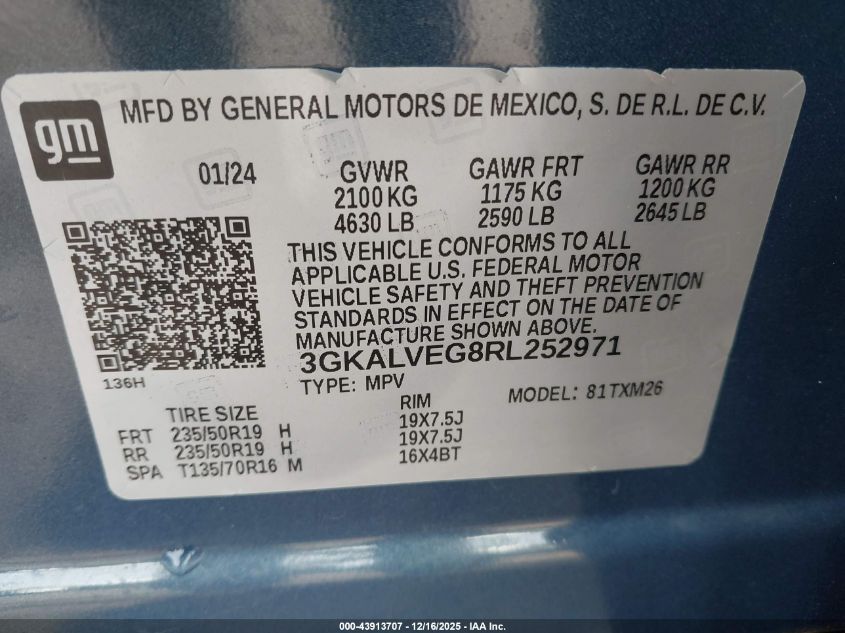 gm
MFD BY GENERAL MOTORS DE MEXICO, S. DE R.L. DE C.V.
01/24 GVWR GAWR FRT GAWR RR
2100 KG 1175 KG 1200 KG
4630 LB 2590 LB 2645 LB
THIS VEHICLE CONFORMS TO ALL
APPLICABLE U.S. FEDERAL MOTOR
VEHICLE SAFETY AND THEFT PREVENTION
STANDARDS IN EFFECT ON THE DATE OF
MANUFACTURE SHOWN ABOVE.
3GKALVEG8RL252971
136H TYPE: MPV MODEL: 81TXM26
TIRE SIZE RIM
FRT 235/50R19 H 19X7.5J
RR 235/50R19 H 19X7.5J
SPA T135/70R16 M 16X4BT
000-43913707 - 12/16/2025 - IAA Inc.